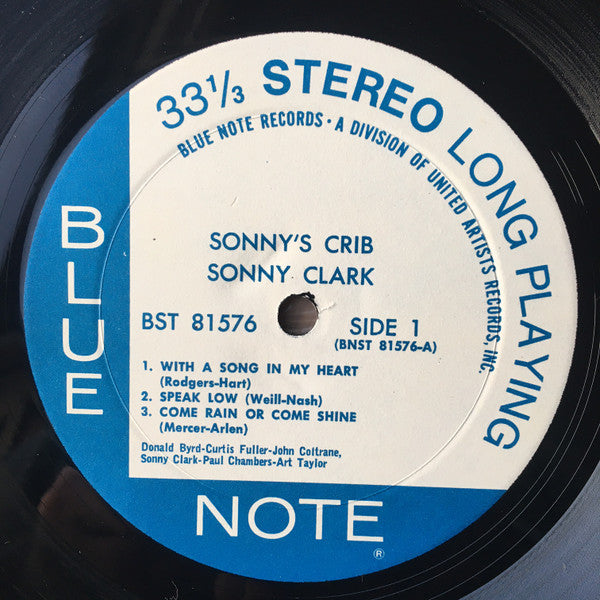 33⅓ STEREO LONG PLAYING
BLUE NOTE RECORDS • A DIVISION OF UNITED ARTISTS RECORDS, INC.
SONNY'S CRIB
SONNY CLARK
BST 81576
SIDE 1
(BNST 81576-A)
1. WITH A SONG IN MY HEART
(Rodgers-Hart)
2. SPEAK LOW (Weill-Nash)
3. COME RAIN OR COME SHINE
(Mercer-Arlen)
Donald Byrd-Curtis Fuller-John Coltrane,
Sonny Clark-Paul Chambers-Art Taylor
BLUE
NOTE
®